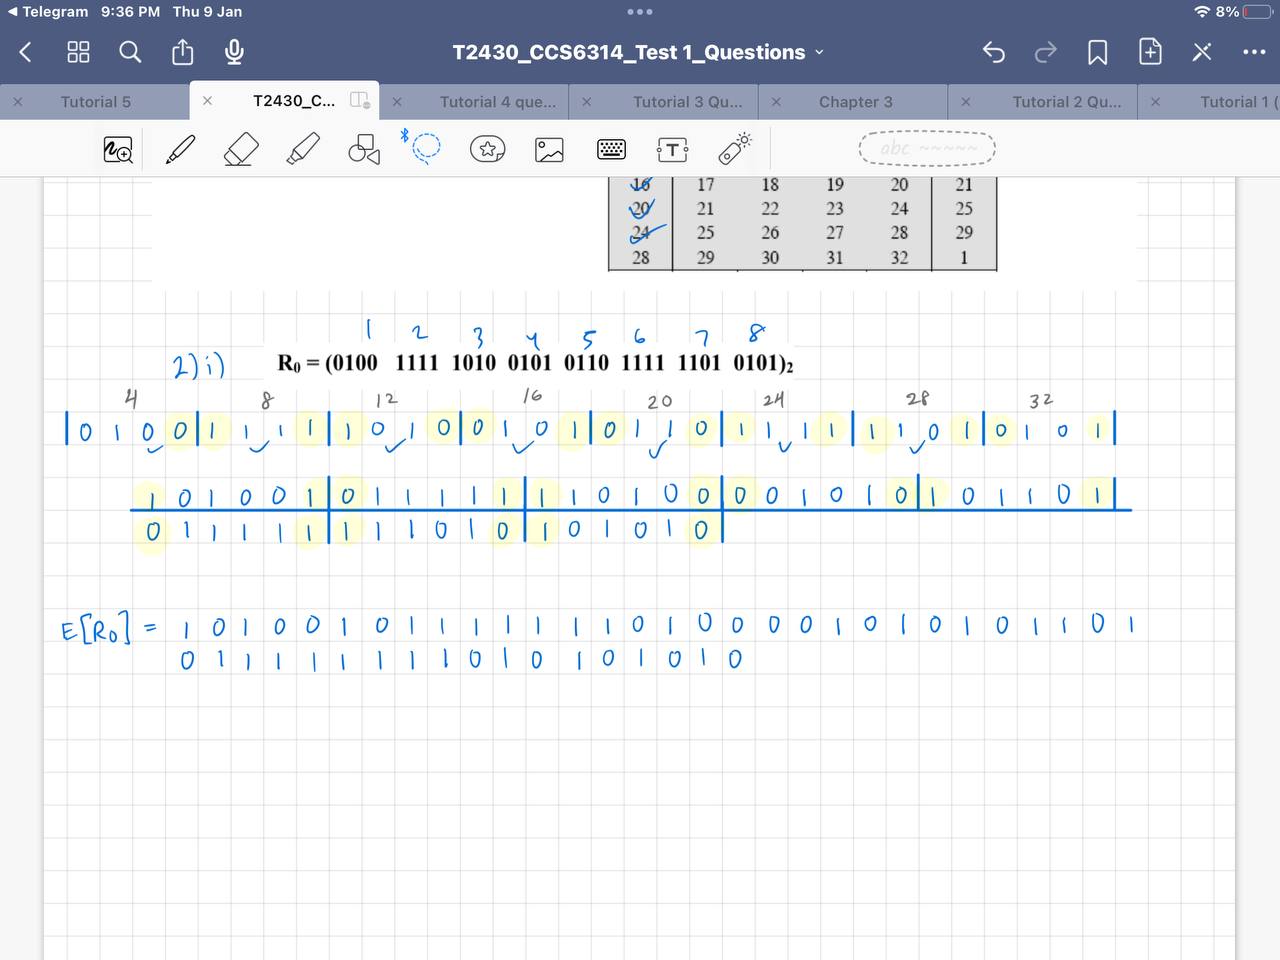 Telegram 9:36 PM Thu 9 Jan
8%
T2430_CCS6314_Test 1_Questions
Tutorial 5
T2430_C...
Tutorial 4 que...
Tutorial 3 Qu...
Chapter 3
Tutorial 2 Qu...
Tutorial 1 (
T
abc
16 17 18 19 20 21
20 21 22 23 24 25
24 25 26 27 28 29
28 29 30 31 32 1
1 2 3 4 5 6 7 8
2) i) R₀ = (0100 1111 1010 0101 0110 1111 1101 0101)₂
4 8 12 16 20 24 28 32
| 0 1 0 0 | 1 1 1 1 | 1 0 1 0 | 0 1 0 1 | 0 1 1 0 | 1 1 1 1 | 1 1 0 1 | 0 1 0 1 |
1 0 1 0 0 1 | 0 1 1 1 1 1 | 1 1 0 1 0 0 | 0 0 1 0 1 0 | 1 0 1 1 0 1 |
0 1 1 1 1 1 | 1 1 1 0 1 0 | 1 0 1 0 1 0 |
E[R₀] = 1 0 1 0 0 1 0 1 1 1 1 1 1 1 0 1 0 0 0 0 1 0 1 0 1 0 1 1 0 1
0 1 1 1 1 1 1 1 1 0 1 0 1 0 1 0 1 0